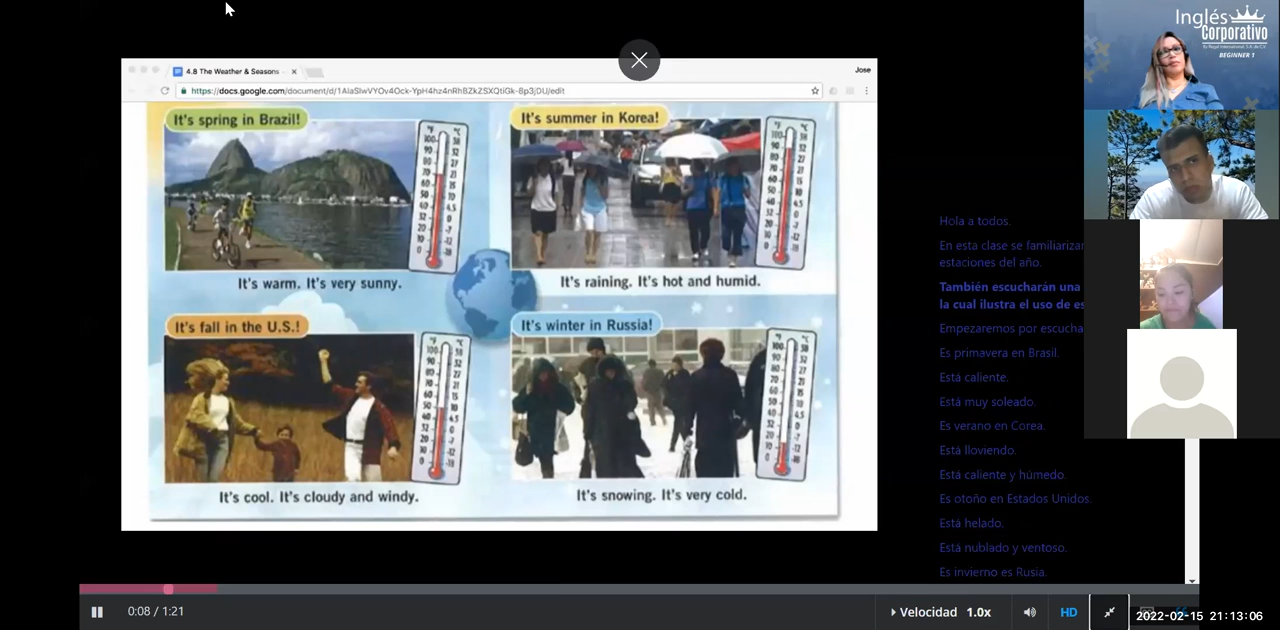 4.8 The Weather & Seasons
Jose
docs.google.com/document/d/
/edit
It's spring in Brazil!
It's summer in Korea!
°F °C
It's warm. It's very sunny.
It's raining. It's hot and humid.
It's fall in the U.S.!
It's winter in Russia!
It's cool. It's cloudy and windy.
It's snowing. It's very cold.
Hola a todos.
En esta clase se familiarizar
estaciones del año.
También escucharán una
la cual ilustra el uso de es
Empezaremos por escucha
Es primavera en Brasil.
Está caliente.
Está muy soleado.
Es verano en Corea.
Está lloviendo.
Está caliente y húmedo.
Es otoño en Estados Unidos.
Está helado.
Está nublado y ventoso.
Es invierno es Rusia.
Inglés
Corporativo
BEGINNER 1
0:08 / 1:21
Velocidad 1.0x
HD
2022-02-15 21:13:06